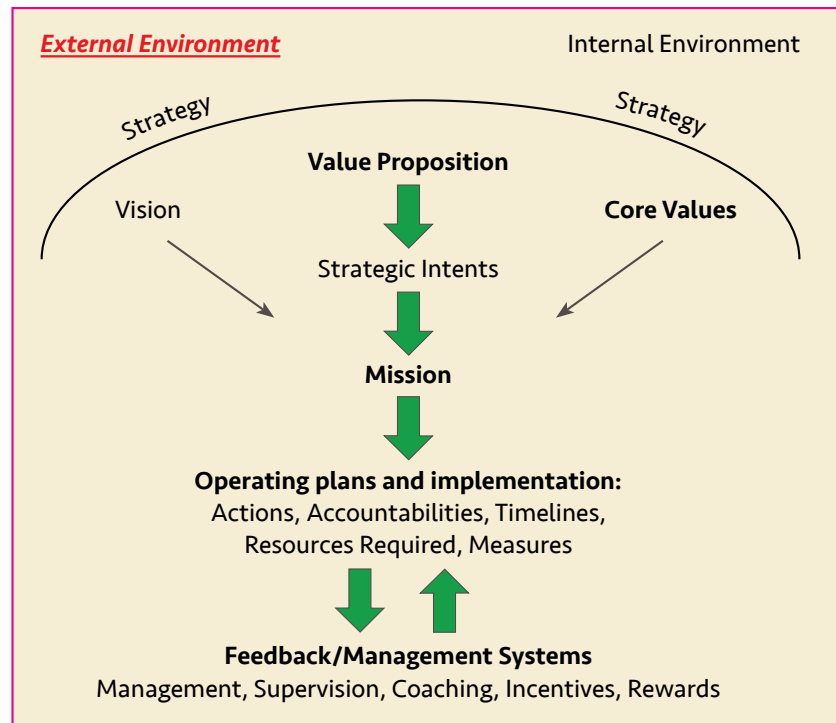 External Environment
Internal Environment
Strategy
Strategy
Value Proposition
Vision
Core Values
Strategic Intents
Mission
Operating plans and implementation:
Actions, Accountabilities, Timelines,
Resources Required, Measures
Feedback/Management Systems
Management, Supervision, Coaching, Incentives, Rewards